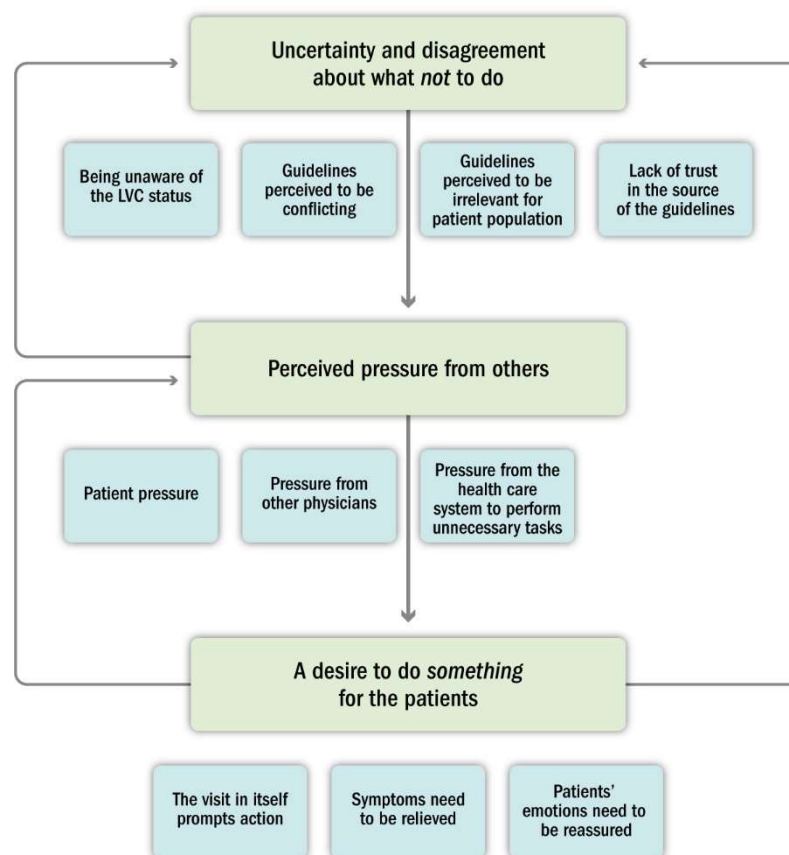 Uncertainty and disagreement
about what not to do
Being unaware of
the LVC status
Guidelines
perceived to be
conflicting
Guidelines
perceived to be
irrelevant for
patient population
Lack of trust
in the source
of the guidelines
Perceived pressure from others
Patient pressure
Pressure from
other physicians
Pressure from the
health care
system to perform
unnecessary tasks
A desire to do something
for the patients
The visit in itself
prompts action
Symptoms need
to be relieved
Patients’
emotions need to
be reassured